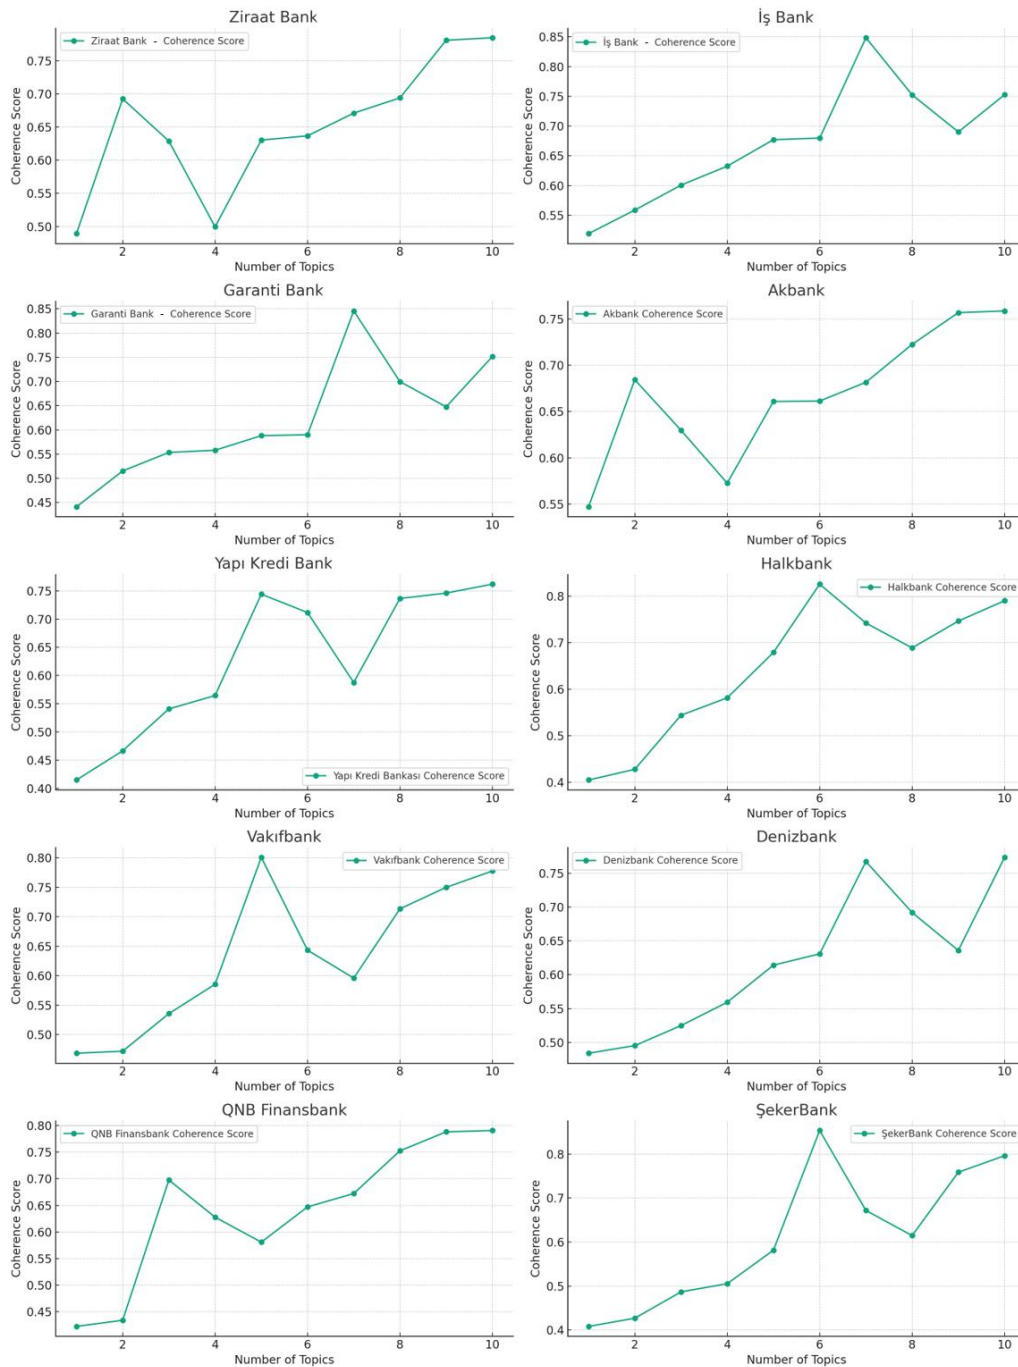 Ziraat Bank
Ziraat Bank - Coherence Score
Coherence Score
0.75
0.70
0.65
0.60
0.55
0.50
2 4 6 8 10
Number of Topics
İş Bank
İş Bank - Coherence Score
Coherence Score
0.85
0.80
0.75
0.70
0.65
0.60
0.55
2 4 6 8 10
Number of Topics
Garanti Bank
Garanti Bank - Coherence Score
Coherence Score
0.85
0.80
0.75
0.70
0.65
0.60
0.55
0.50
0.45
2 4 6 8 10
Number of Topics
Akbank
Akbank Coherence Score
Coherence Score
0.75
0.70
0.65
0.60
0.55
2 4 6 8 10
Number of Topics
Yapı Kredi Bank
Coherence Score
0.75
0.70
0.65
0.60
0.55
0.50
0.45
0.40
Yapı Kredi Bankası Coherence Score
2 4 6 8 10
Number of Topics
Halkbank
Halkbank Coherence Score
Coherence Score
0.8
0.7
0.6
0.5
0.4
2 4 6 8 10
Number of Topics
Vakıfbank
Vakıfbank Coherence Score
Coherence Score
0.80
0.75
0.70
0.65
0.60
0.55
0.50
2 4 6 8 10
Number of Topics
Denizbank
Denizbank Coherence Score
Coherence Score
0.75
0.70
0.65
0.60
0.55
0.50
2 4 6 8 10
Number of Topics
QNB Finansbank
QNB Finansbank Coherence Score
Coherence Score
0.80
0.75
0.70
0.65
0.60
0.55
0.50
0.45
2 4 6 8 10
Number of Topics
ŞekerBank
ŞekerBank Coherence Score
Coherence Score
0.8
0.7
0.6
0.5
0.4
2 4 6 8 10
Number of Topics